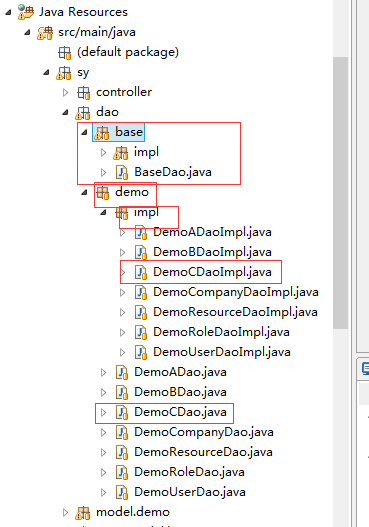 Java Resources
src/main/java
(default package)
sy
controller
dao
base
impl
BaseDao.java
demo
impl
DemoADaoImpl.java
DemoBDaoImpl.java
DemoCDaoImpl.java
DemoCompanyDaoImpl.java
DemoResourceDaoImpl.java
DemoRoleDaoImpl.java
DemoUserDaoImpl.java
DemoADao.java
DemoBDao.java
DemoCDao.java
DemoCompanyDao.java
DemoResourceDao.java
DemoRoleDao.java
DemoUserDao.java
model.demo